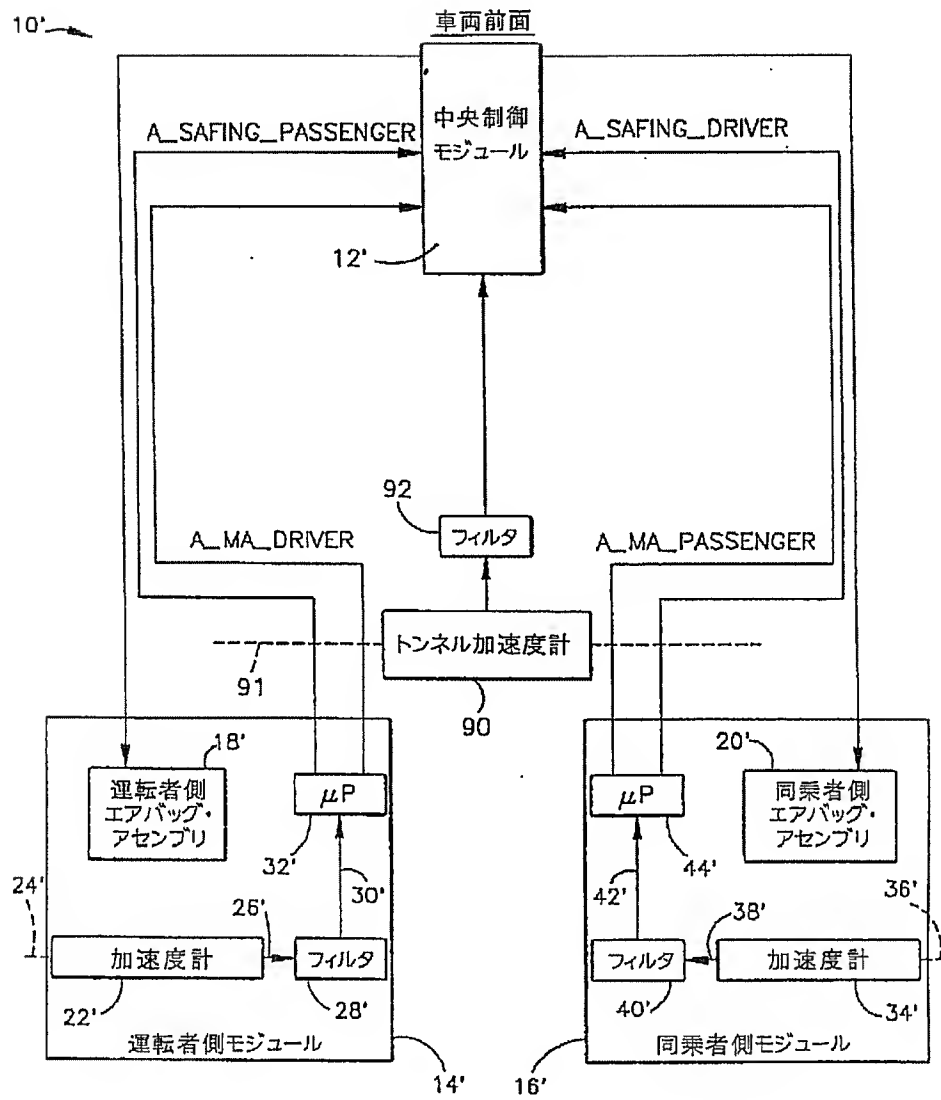 10'
車両前面
中央制御
モジュール
12'
A_SAFING_PASSENGER
A_SAFING_DRIVER
92
フィルタ
A_MA_DRIVER
A_MA_PASSENGER
トンネル加速度計
91
90
18'
運転者側
エアバッグ・
アセンブリ
μP
32'
30'
24'
26'
加速度計
フィルタ
22'
28'
運転者側モジュール
14'
20'
μP
同乗者側
エアバッグ・
アセンブリ
44'
42'
38'
36'
フィルタ
加速度計
40'
34'
同乗者側モジュール
16'